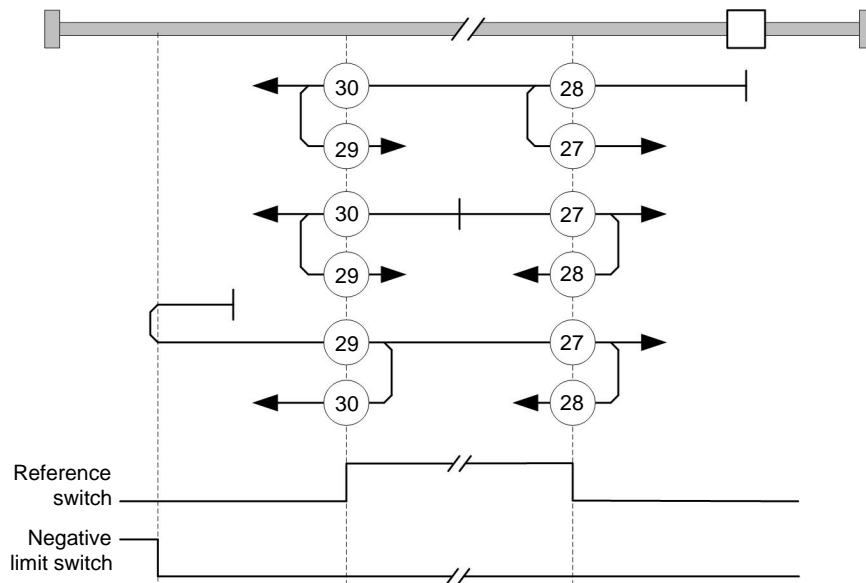 30 28
29 27
30 27
29 28
29 27
30 28
Reference
switch
Negative
limit switch